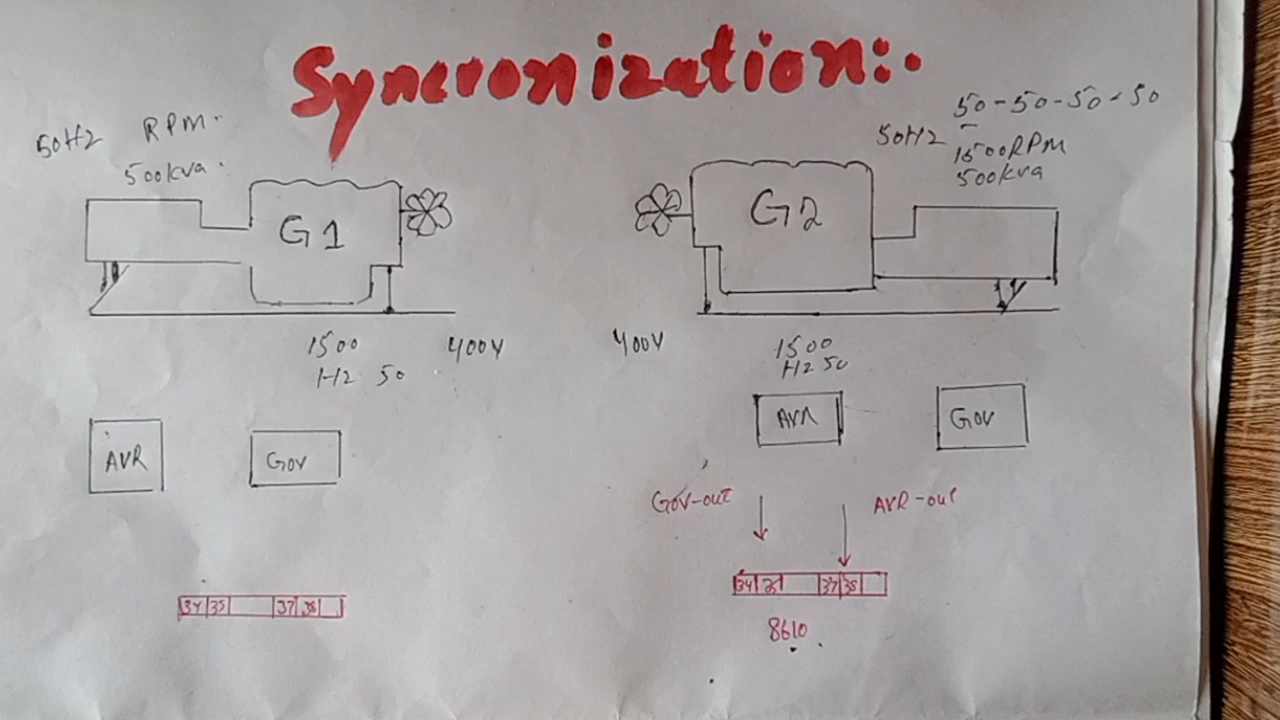 Syncronization:.
50Hz RPM.
500kva.
50-50-50-50
50Hz 1500RPM
500kva
G1
G2
1500
Hz 50
400V
400V
1500
Hz 50
AVR
Gov
AVR
Gov
Gov-out
AVR-out
34 35 37 38
34 35 37 38
8610